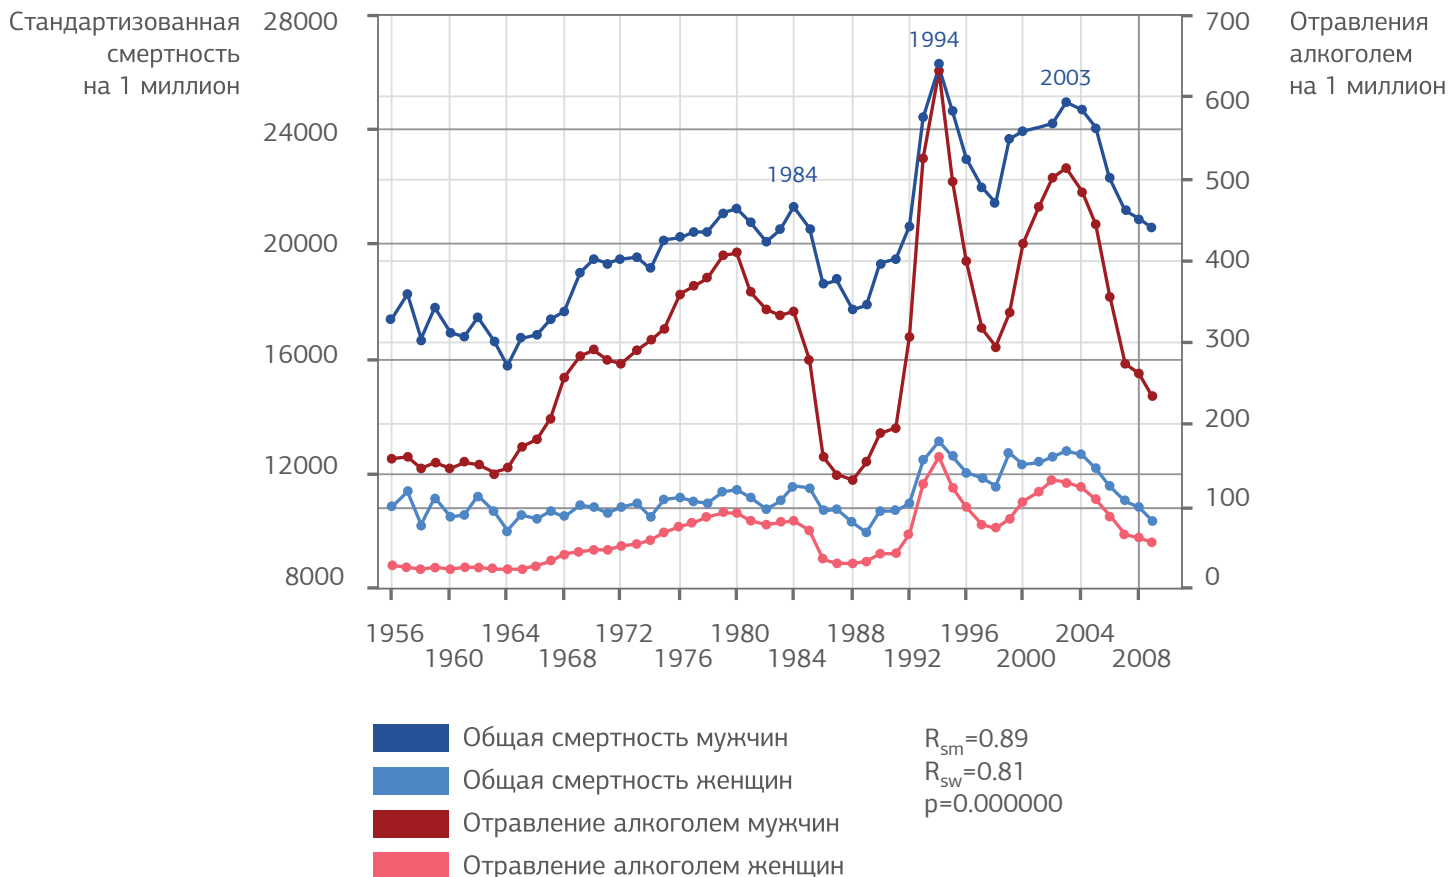 Стандартизованная
смертность
на 1 миллион
28000
24000
20000
16000
12000
8000
1984
1994
2003
700
600
500
400
300
200
100
0
Отравления
алкоголем
на 1 миллион
1956 1964 1972 1980 1988 1996 2004
1960 1968 1976 1984 1992 2000 2008
Общая смертность мужчин
Общая смертность женщин
Отравление алкоголем мужчин
Отравление алкоголем женщин
Rsm=0.89
Rsw=0.81
p=0.000000